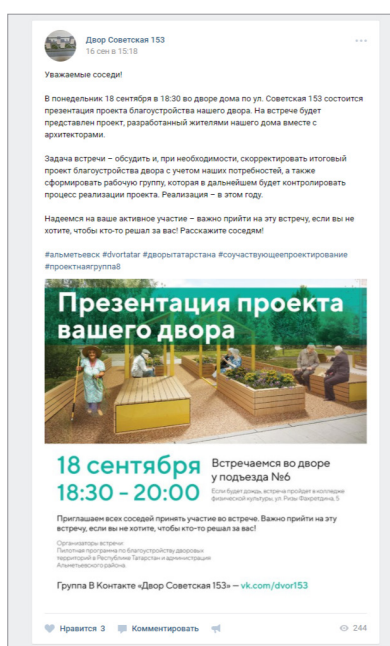 Двор Советская 153
16 сен в 15:18
Уважаемые соседи!
В понедельник 18 сентября в 18:30 во дворе дома по ул. Советская 153 состоится
презентация проекта благоустройства нашего двора. На встрече будет
представлен проект, разработанный жителями нашего дома вместе с
архитекторами.
Задача встречи – обсудить и, при необходимости, скорректировать итоговый
проект благоустройства двора с учетом наших потребностей, а также
сформировать рабочую группу, которая в дальнейшем будет контролировать
процесс реализации проекта. Реализация – в этом году.
Надеемся на ваше активное участие – важно прийти на эту встречу, если вы не
хотите, чтобы кто-то решал за вас! Расскажите соседям!
#альметьевск #dvortatar #дворытатарстана #соучаствующеепроектирование
#проектнаягруппа8
Презентация проекта
вашего двора
18 сентября
18:30 - 20:00
Встречаемся во дворе
у подъезда №6
Если будет дождь, встреча пройдет в колледже
физической культуры, ул. Ризы Фахретдина, 5
Приглашаем всех соседей принять участие во встрече. Важно прийти на эту
встречу, если вы не хотите, чтобы кто-то решал за вас!
Организаторы встречи:
Пилотная программа по благоустройству дворовых
территорий в Республике Татарстан и администрация
Альметьевского района.
Группа В Контакте «Двор Советская 153» — vk.com/dvor153
Нравится 3 Комментировать 244